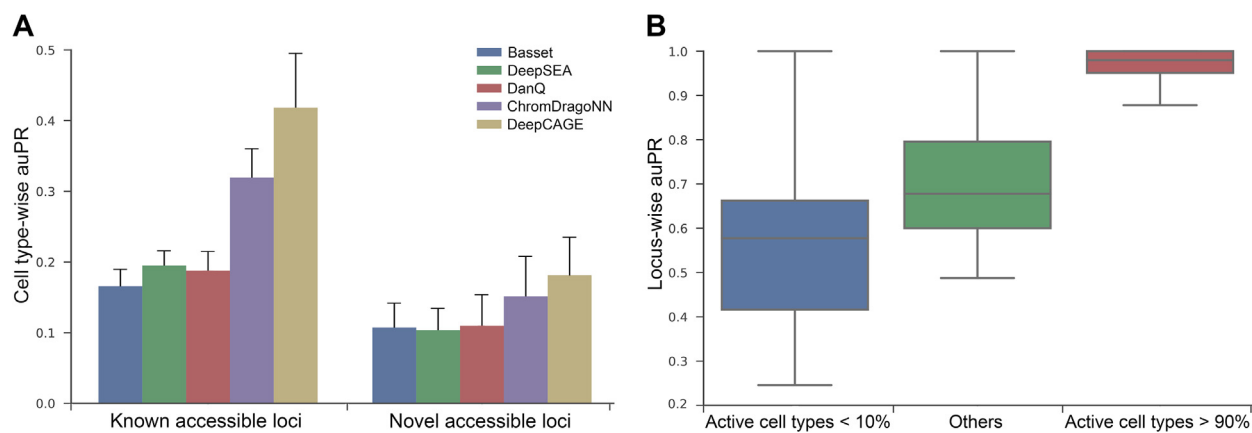 A
0.5
0.4
0.3
0.2
0.1
0.0
Cell type-wise auPR
Basset
DeepSEA
DanQ
ChromDragoNN
DeepCAGE
Known accessible loci
Novel accessible loci
B
1.0
0.9
0.8
0.7
0.6
0.5
0.4
0.3
0.2
Locus-wise auPR
Active cell types < 10%
Others
Active cell types > 90%